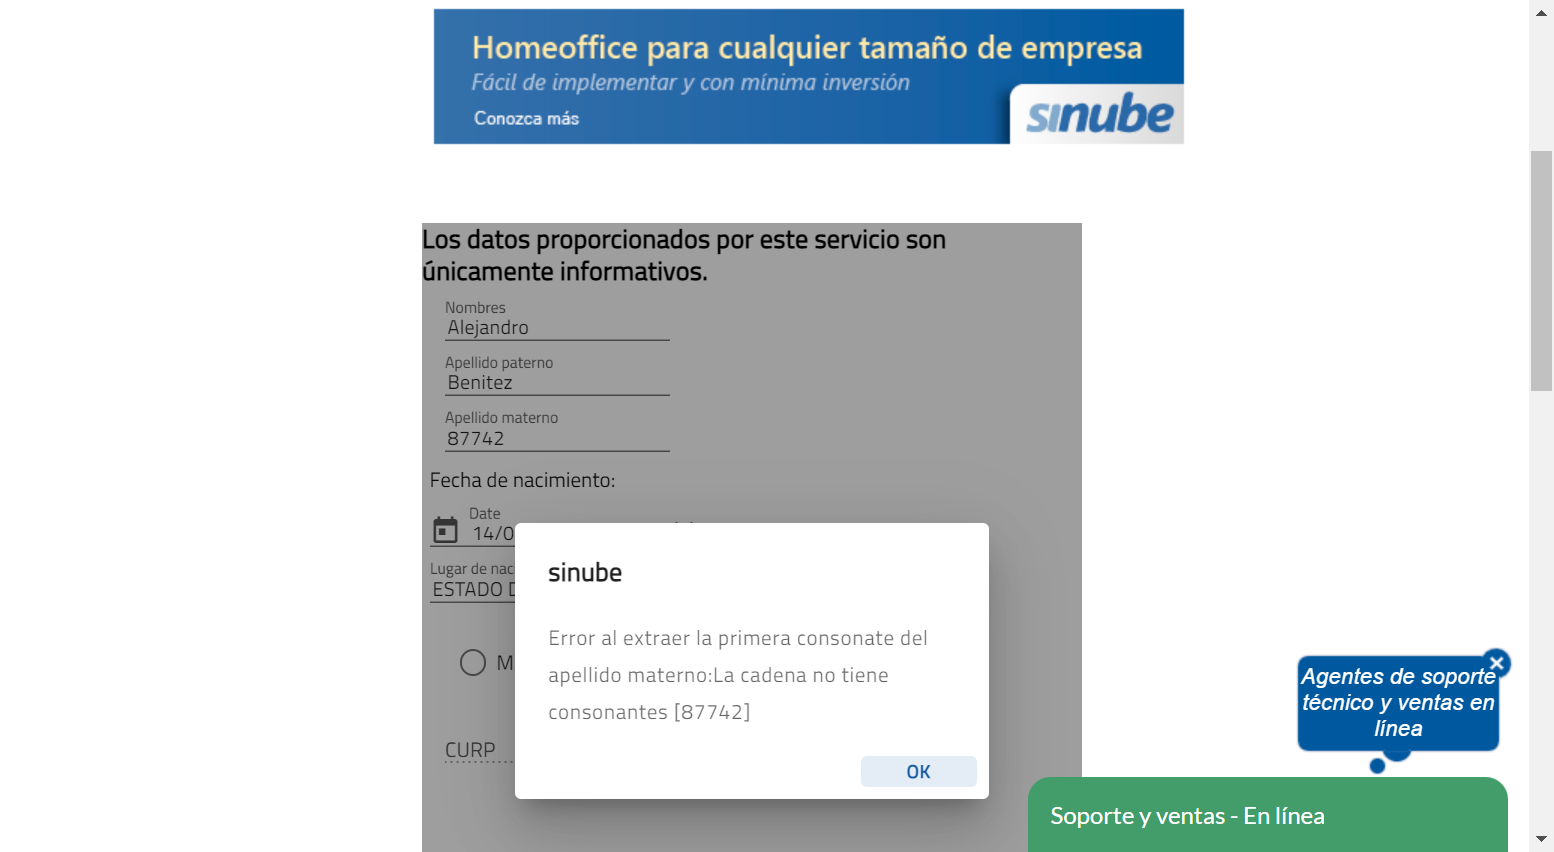 Homeoffice para cualquier tamaño de empresa
Fácil de implementar y con mínima inversión
Conozca más
sinube
Los datos proporcionados por este servicio son
únicamente informativos.
Nombres
Alejandro
Apellido paterno
Benitez
Apellido materno
87742
Fecha de nacimiento:
Date
14/0
Lugar de nac
ESTADO D
M
CURP
sinube
Error al extraer la primera consonate del
apellido materno:La cadena no tiene
consonantes [87742]
OK
Agentes de soporte
técnico y ventas en
línea
Soporte y ventas - En línea